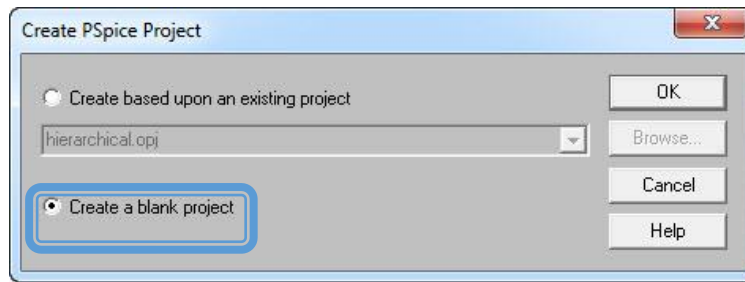 Create PSpice Project
Create based upon an existing project
OK
hierarchical.opj
Browse...
Create a blank project
Cancel
Help